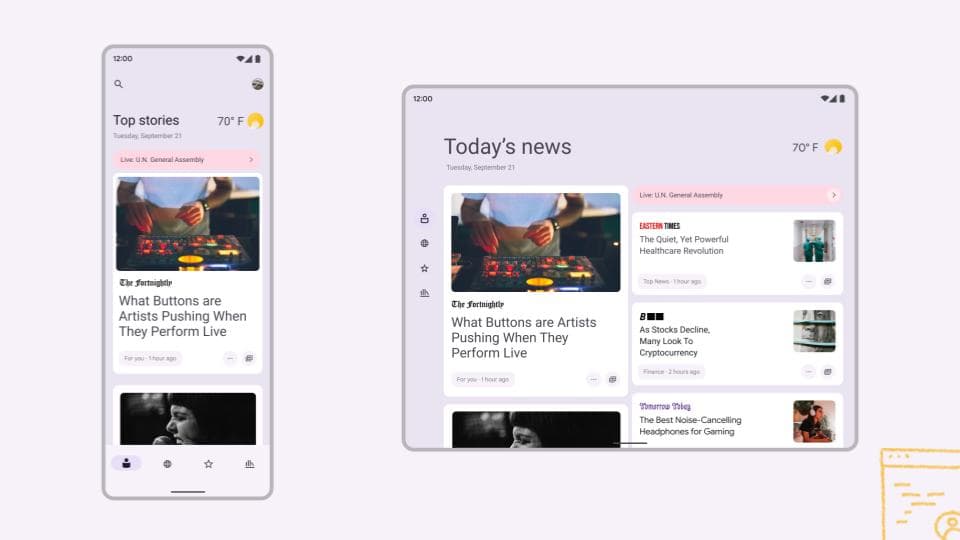 12:00
Top stories
70° F
Tuesday, September 21
Live: U.N. General Assembly
The Fortnightly
What Buttons are
Artists Pushing When
They Perform Live
For you · 1 hour ago
12:00
Today's news
70° F
Tuesday, September 21
The Fortnightly
What Buttons are Artists
Pushing When They
Perform Live
For you · 1 hour ago
Live: U.N. General Assembly
EASTERN TIMES
The Quiet, Yet Powerful
Healthcare Revolution
Top News · 1 hour ago
As Stocks Decline,
Many Look To
Cryptocurrency
Finance · 2 hours ago
Tomorrow Today
The Best Noise-Cancelling
Headphones for Gaming